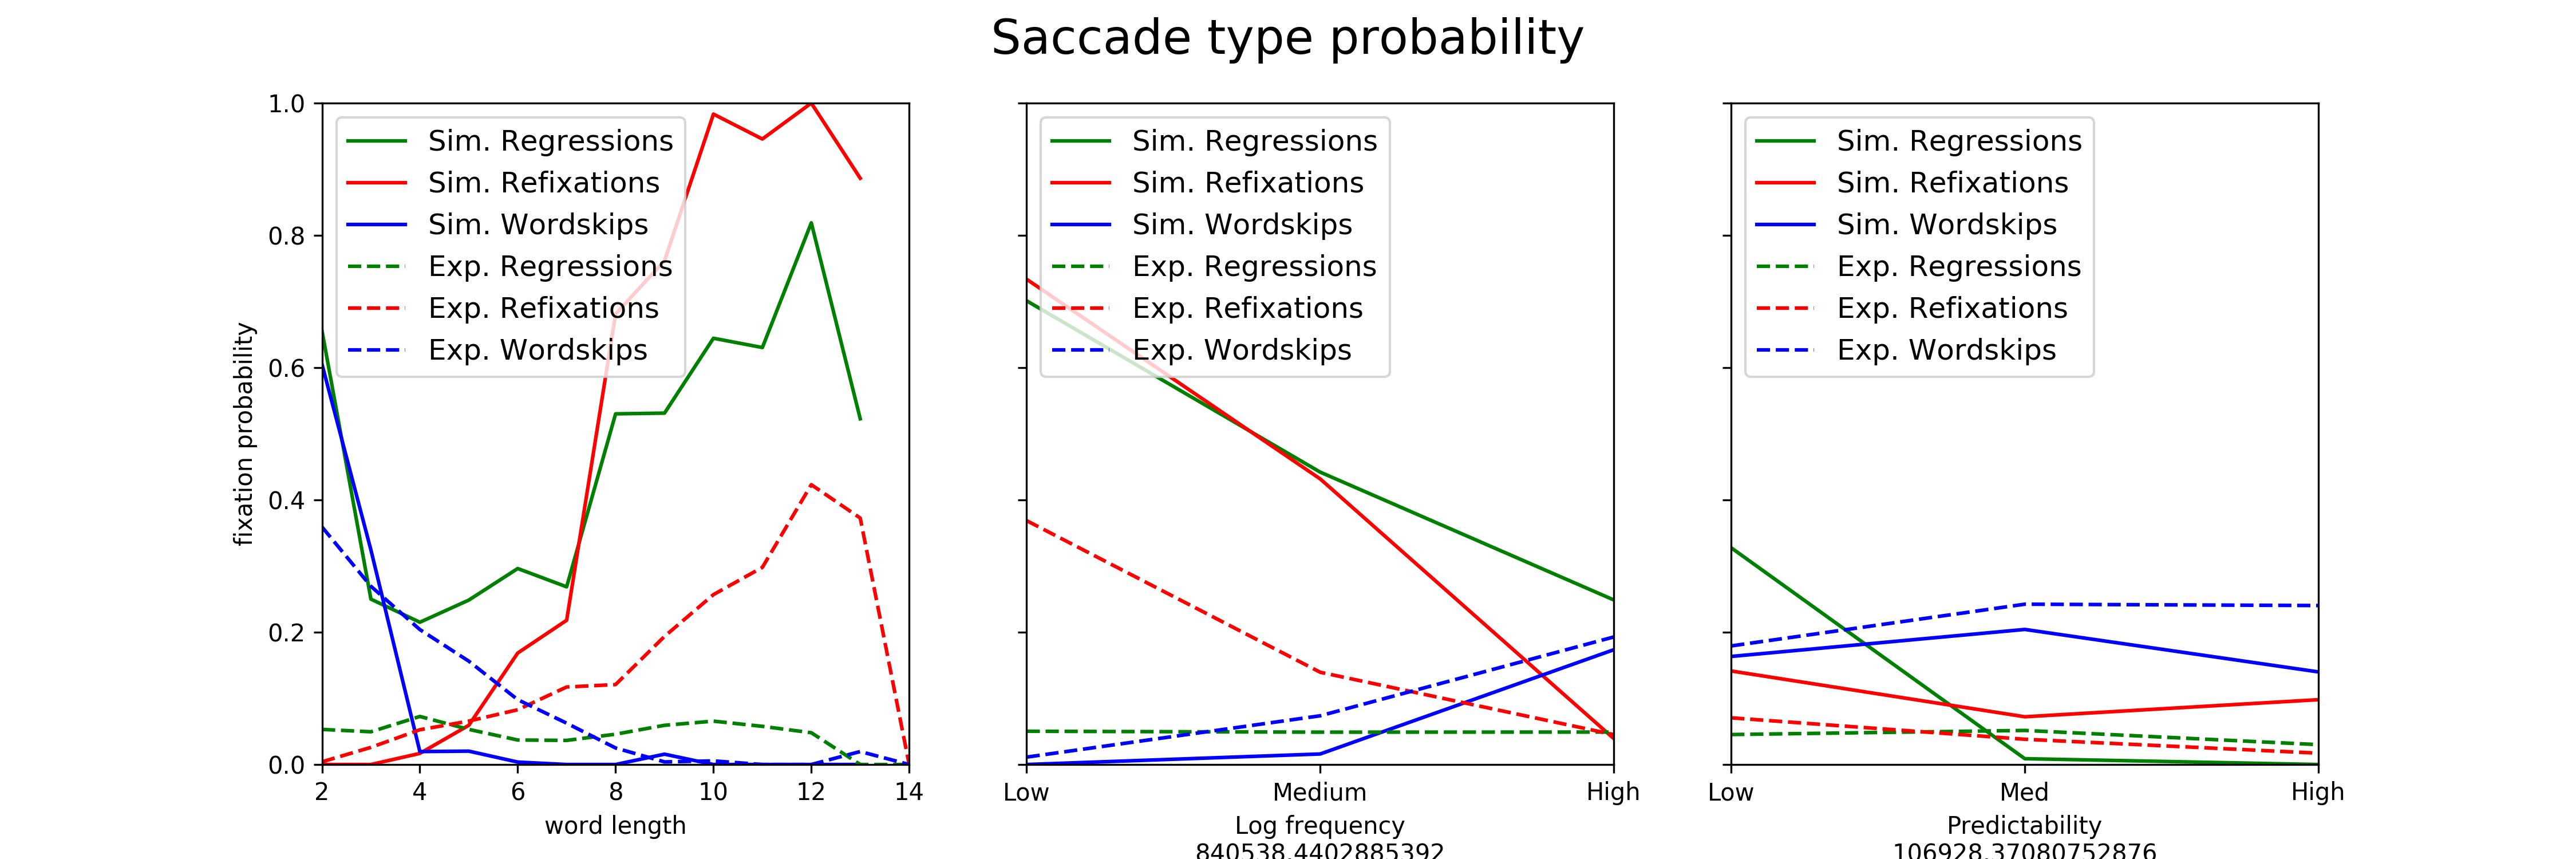 Saccade type probability
1.0
0.8
0.6
0.4
0.2
0.0
fixation probability
Sim. Regressions
Sim. Refixations
Sim. Wordskips
Exp. Regressions
Exp. Refixations
Exp. Wordskips
2 4 6 8 10 12 14
word length
Sim. Regressions
Sim. Refixations
Sim. Wordskips
Exp. Regressions
Exp. Refixations
Exp. Wordskips
Low Medium High
Log frequency
840538.4402885392
Sim. Regressions
Sim. Refixations
Sim. Wordskips
Exp. Regressions
Exp. Refixations
Exp. Wordskips
Low Med High
Predictability
106928.37080752876